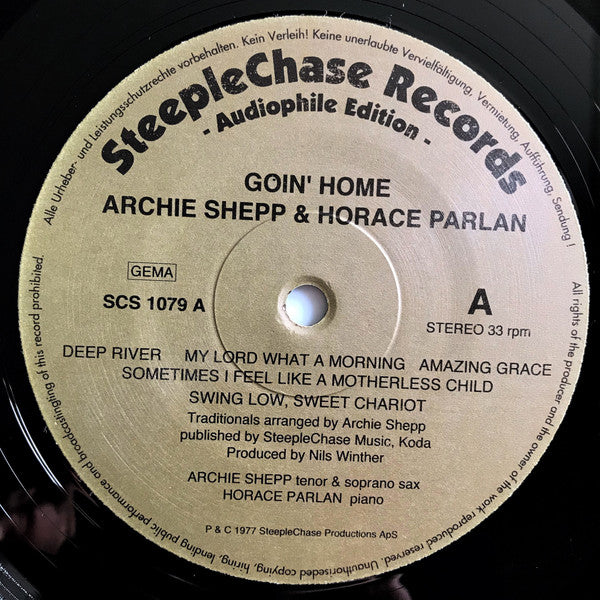 Alle Urheber- und Leistungsschutzrechte vorbehalten. Kein Verleih! Keine unerlaubte Vervielfältigung, Vermietung, Aufführung, Sendung !
SteepleChase Records
- Audiophile Edition -
GOIN' HOME
ARCHIE SHEPP & HORACE PARLAN
GEMA
SCS 1079 A
A
STEREO 33 rpm
DEEP RIVER MY LORD WHAT A MORNING AMAZING GRACE
SOMETIMES I FEEL LIKE A MOTHERLESS CHILD
SWING LOW, SWEET CHARIOT
Traditionals arranged by Archie Shepp
published by SteepleChase Music, Koda
Produced by Nils Winther
ARCHIE SHEPP tenor & soprano sax
HORACE PARLAN piano
P & C 1977 SteepleChase Productions ApS
All rights of the producer and the owner of the work reproduced reserved. Unauthoriseded copying, hiring, lending public performance and broadcasting of this record prohibited.